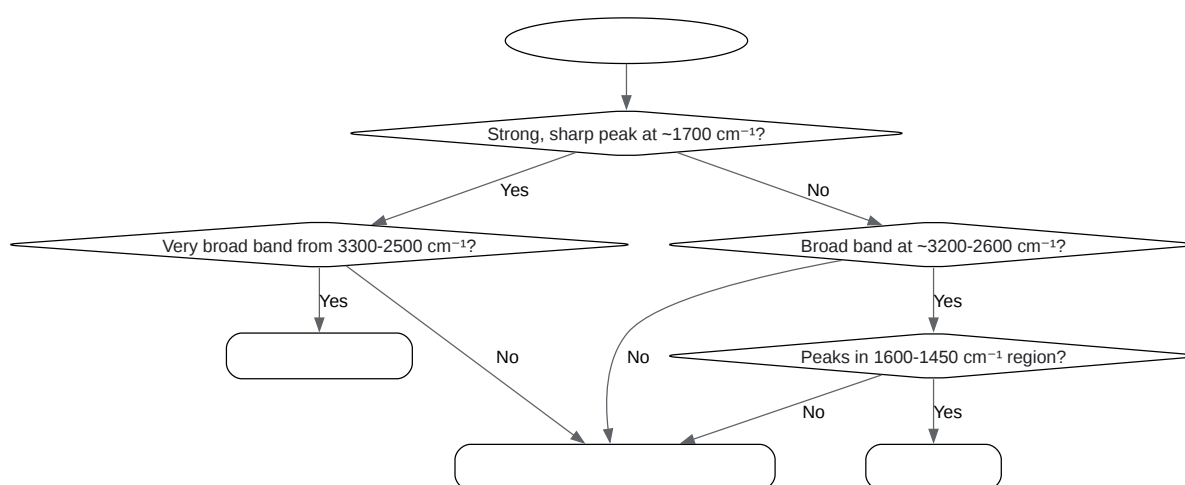 Strong, sharp peak at ~1700 cm⁻¹?
Yes
No
Very broad band from 3300-2500 cm⁻¹?
Broad band at ~3200-2600 cm⁻¹?
Yes
Yes
No
No
Peaks in 1600-1450 cm⁻¹ region?
No
Yes